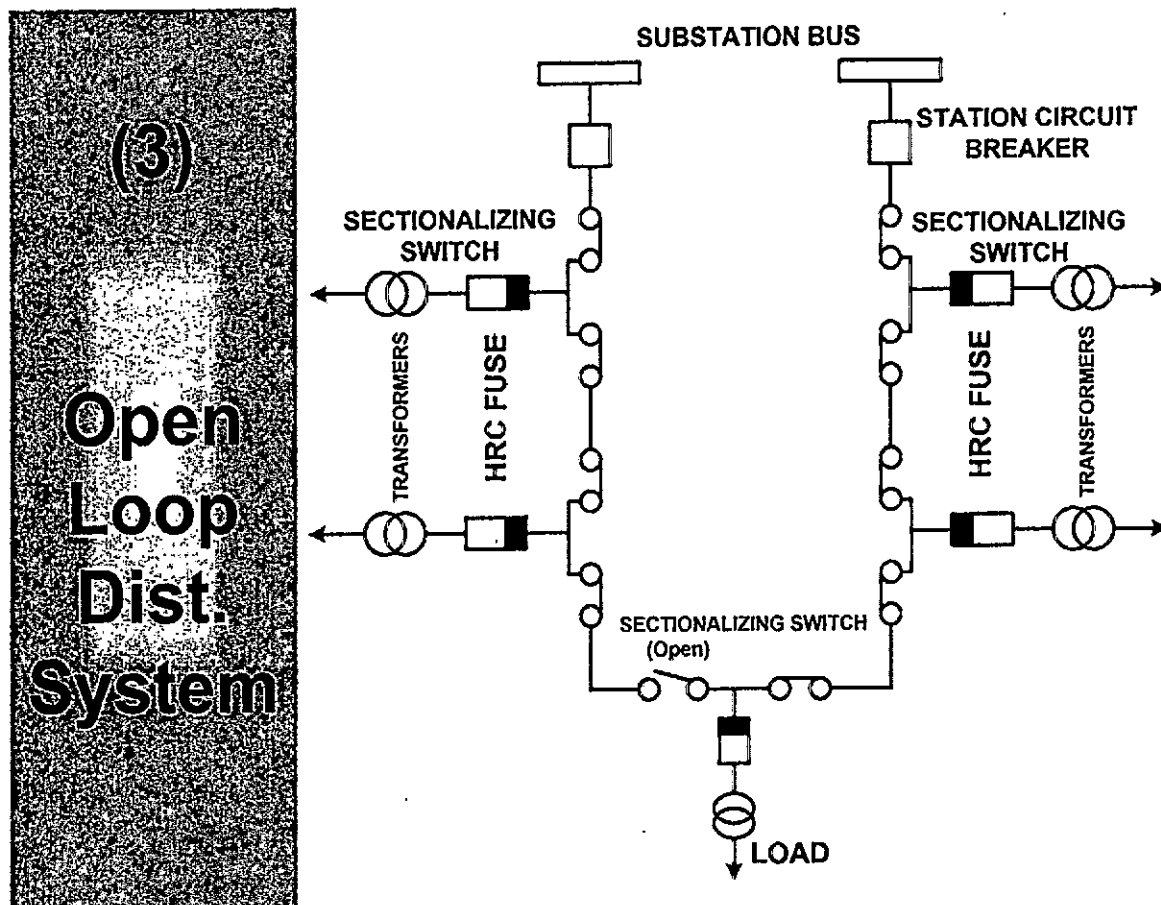 (3)
Open
Loop
Dist.
System
SUBSTATION BUS
STATION CIRCUIT
BREAKER
SECTIONALIZING
SWITCH
SECTIONALIZING
SWITCH
TRANSFORMERS
HRC FUSE
HRC FUSE
TRANSFORMERS
SECTIONALIZING SWITCH
(Open)
LOAD